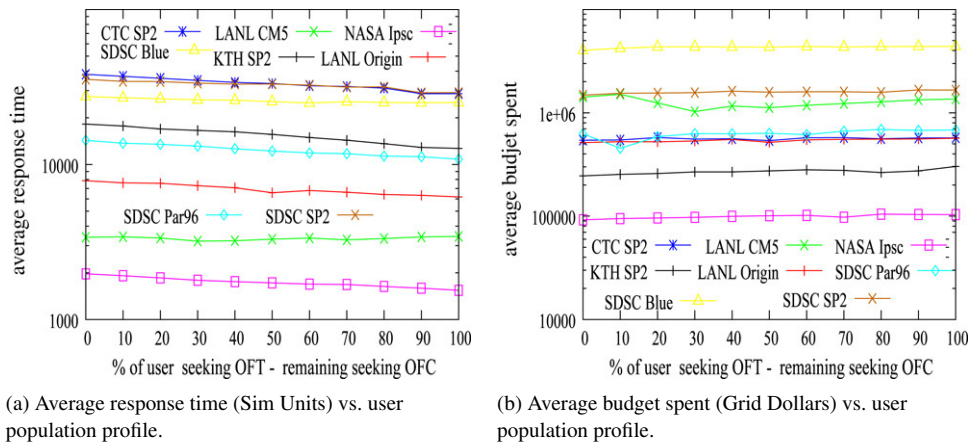 CTC SP2 LANL CM5 NASA Ipsc
SDSC Blue KTH SP2 LANL Origin
average response time
10000
1000
SDSC Par96 SDSC SP2
0 10 20 30 40 50 60 70 80 90 100
% of user seeking OFT - remaining seeking OFC
(a) Average response time (Sim Units) vs. user
population profile.
average budjet spent
1e+06
100000
10000
CTC SP2 LANL CM5 NASA Ipsc
KTH SP2 LANL Origin SDSC Par96
SDSC Blue SDSC SP2
0 10 20 30 40 50 60 70 80 90 100
% of user seeking OFT - remaining seeking OFC
(b) Average budget spent (Grid Dollars) vs. user
population profile.